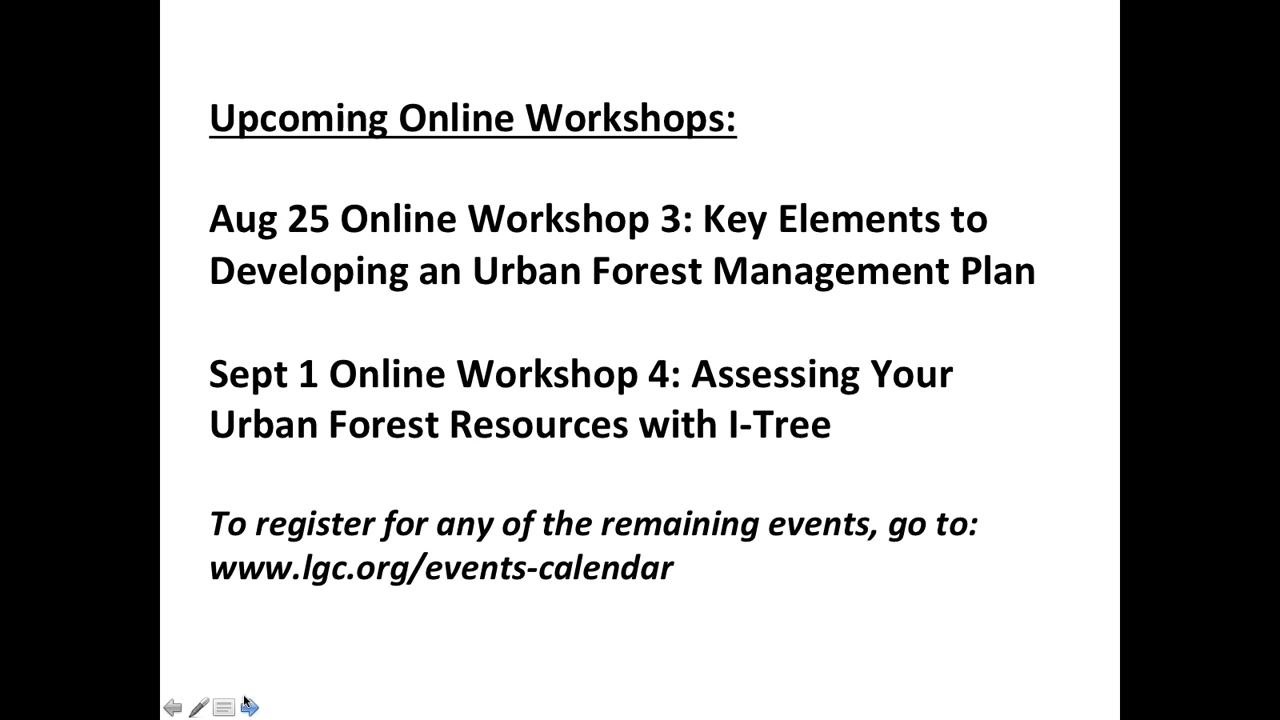 Upcoming Online Workshops:
Aug 25 Online Workshop 3: Key Elements to
Developing an Urban Forest Management Plan
Sept 1 Online Workshop 4: Assessing Your
Urban Forest Resources with I-Tree
To register for any of the remaining events, go to:
www.lgc.org/events-calendar